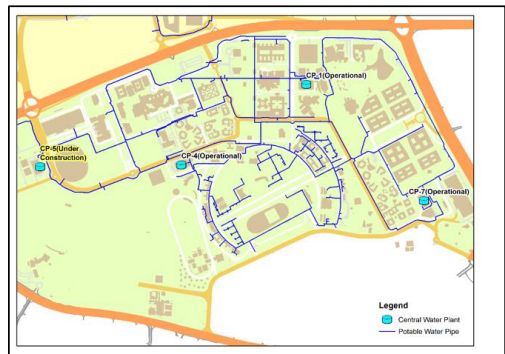 CP-1(Operational)
CP-5(Under
Construction)
CP-4(Operational)
CP-7(Operational)
Legend
Central Water Plant
Potable Water Pipe